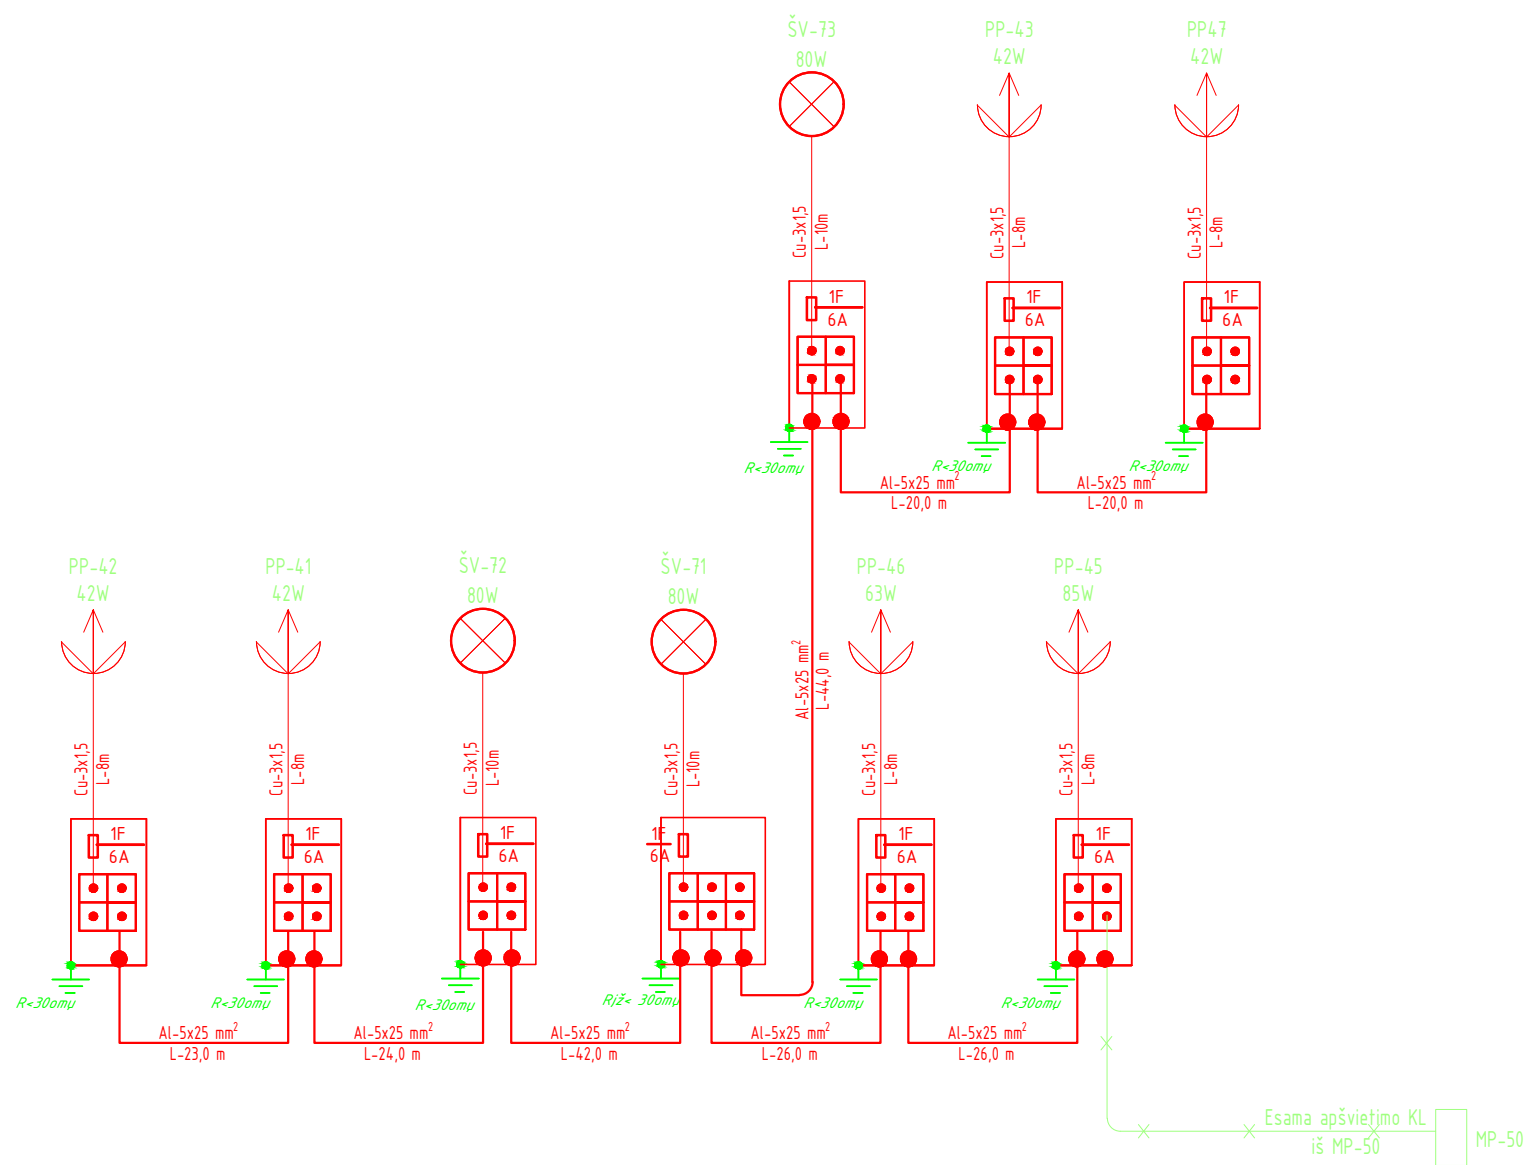 ŠV-73
80W
PP-43
42W
PP47
42W
Cu-3x1,5
L-10m
Cu-3x1,5
L-8m
Cu-3x1,5
L-8m
1F
6A
1F
6A
1F
6A
R<30omų
R<30omų
R<30omų
Al-5x25 mm²
L-20,0 m
Al-5x25 mm²
L-20,0 m
PP-42
42W
PP-41
42W
ŠV-72
80W
ŠV-71
80W
PP-46
63W
PP-45
85W
Al-5x25 mm²
L-44,0 m
Cu-3x1,5
L-8m
Cu-3x1,5
L-8m
Cu-3x1,5
L-10m
Cu-3x1,5
L-10m
Cu-3x1,5
L-8m
Cu-3x1,5
L-8m
1F
6A
1F
6A
1F
6A
1F
6A
1F
6A
1F
6A
R<30omų
R<30omų
R<30omų
Rįž< 30omų
R<30omų
R<30omų
Al-5x25 mm²
L-23,0 m
Al-5x25 mm²
L-24,0 m
Al-5x25 mm²
L-42,0 m
Al-5x25 mm²
L-26,0 m
Al-5x25 mm²
L-26,0 m
Esama apšvietimo KL
iš MP-50
MP-50